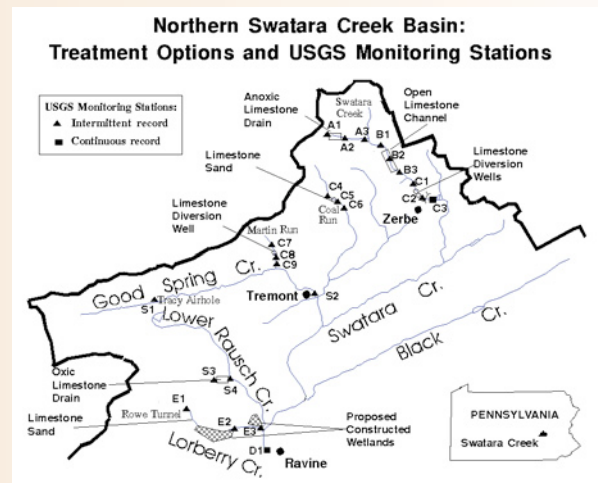 Northern Swatara Creek Basin:
Treatment Options and USGS Monitoring Stations
USGS Monitoring Stations:
Intermittent record
Continuous record
Anoxic
Limestone
Drain
Swatara
Creek
Open
Limestone
Channel
A1
A2
A3
B1
B2
B3
Limestone
Diversion
Wells
C1
C2
C3
Zerbe
Limestone
Sand
C4
C5
C6
Coal
Run
Limestone
Diversion
Well
Martin Run
C7
C8
C9
Good Spring Cr.
Tracy Airhole
S1
Tremont
S2
Swatara Cr.
Black Cr.
Lower Rausch Cr.
Oxic
Limestone
Drain
S3
S4
Limestone
Sand
E1
Rowe Tunnel
E2
E3
Proposed
Constructed
Wetlands
Lorberry Cr.
D1
Ravine
PENNSYLVANIA
Swatara Creek